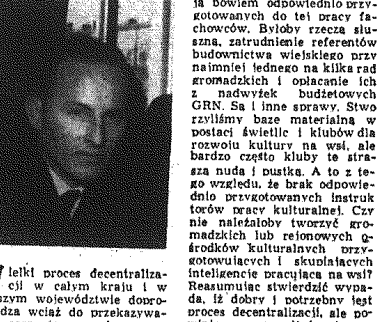 ja bowiem odpowiednio przy-
gotowanych do tej pracy fa-
chowców. Byłoby rzeczą słu-
szną, zatrudnienie referentów
budownictwa wiejskiego przy
najmniej jednego na kilka rad
gromadzkich i opłacanie ich
z nadwyżek budżetowych
GRN. Są i inne sprawy. Stwo
rzyliśmy bazę materialną w
postaci świetlic i klubów dla
rozwoju kultury na wsi, ale
bardzo często kluby te stra-
szą nudą i pustką. A to z te-
go względu, że brak odpowie-
dnio przygotowanych instruk
torów pracy kulturalnej. Czy
nie należałoby tworzyć gro-
madzkich lub rejonowych o-
środków kulturalnych przy-
gotowujących i skupiających
inteligencję pracującą na wsi?
Reasumując stwierdzić wypa-
da, iż dobry i potrzebny jest
proces decentralizacji, ale po-
ielki proces decentraliza-
cji w całym kraju i w
szym województwie dopro-
dza wciąż do przekazywa-